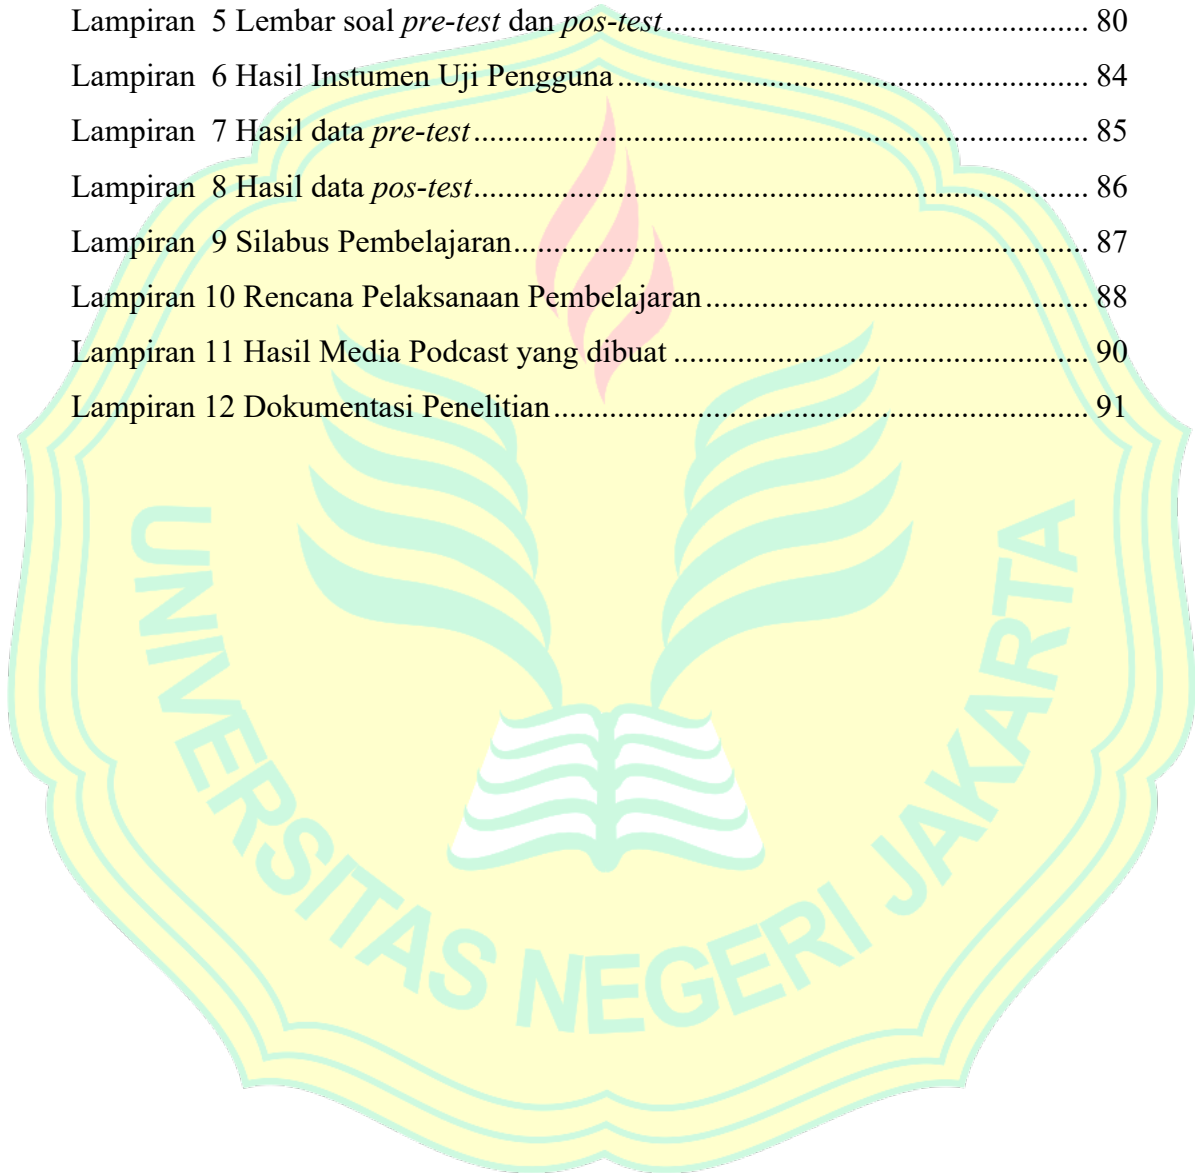 Lampiran  5 Lembar soal pre-test dan pos-test................................................... 80
Lampiran  6 Hasil Instumen Uji Pengguna......................................................... 84
Lampiran  7 Hasil data pre-test.......................................................................... 85
Lampiran  8 Hasil data pos-test.......................................................................... 86
Lampiran  9 Silabus Pembelajaran..................................................................... 87
Lampiran 10 Rencana Pelaksanaan Pembelajaran.............................................. 88
Lampiran 11 Hasil Media Podcast yang dibuat .................................................. 90
Lampiran 12 Dokumentasi Penelitian................................................................. 91
UNIVERSITAS NEGERI JAKARTA